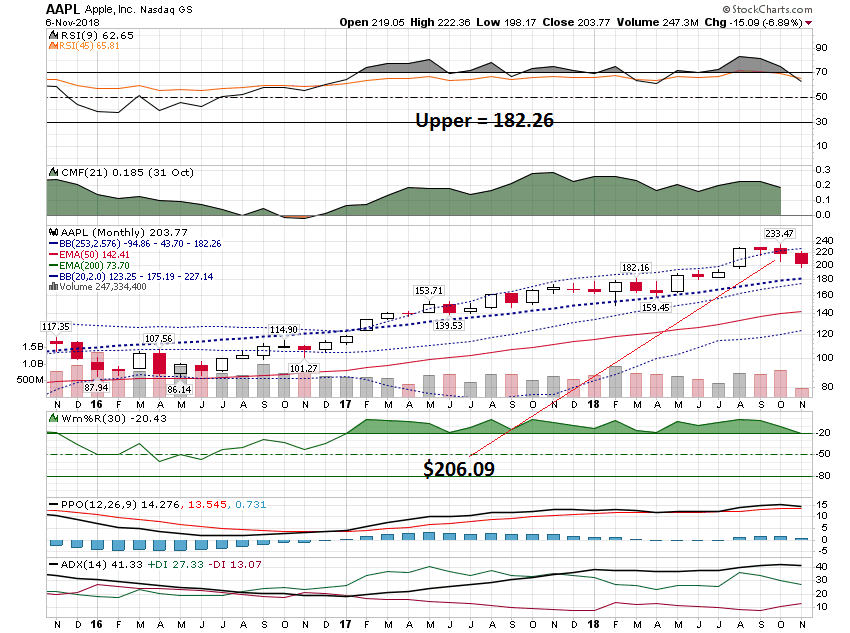 AAPL Apple, Inc. Nasdaq GS
© StockCharts.com
6-Nov-2018
Open 219.05 High 222.36 Low 198.17 Close 203.77 Volume 247.3M Chg -15.09 (-6.89%)
RSI(9) 62.65
RSI(45) 65.81
90
70
50
30
10
Upper = 182.26
CMF(21) 0.185 (31 Oct)
0.3
0.2
0.1
0.0
AAPL (Monthly) 203.77
BB(253,2.576) -94.86 - 43.70 - 182.26
EMA(50) 142.41
EMA(200) 73.70
BB(20,2.0) 123.25 - 175.19 - 227.14
Volume 247,334,400
233.47
182.16
153.71
159.45
139.53
117.35
114.90
107.56
101.27
87.94
86.14
240
220
200
180
160
140
120
100
80
1.5B
1.0B
500M
N D 16 F M A M J J A S O N D 17 F M A M J J A S O N D 18 F M A M J J A S O N
Wm%R(30) -20.43
-20
-50
-80
$206.09
PPO(12,26,9) 14.276, 13.545, 0.731
15
10
5
0
-5
ADX(14) 41.33 +DI 27.33 -DI 13.07
40
30
20
10
N D 16 F M A M J J A S O N D 17 F M A M J J A S O N D 18 F M A M J J A S O N